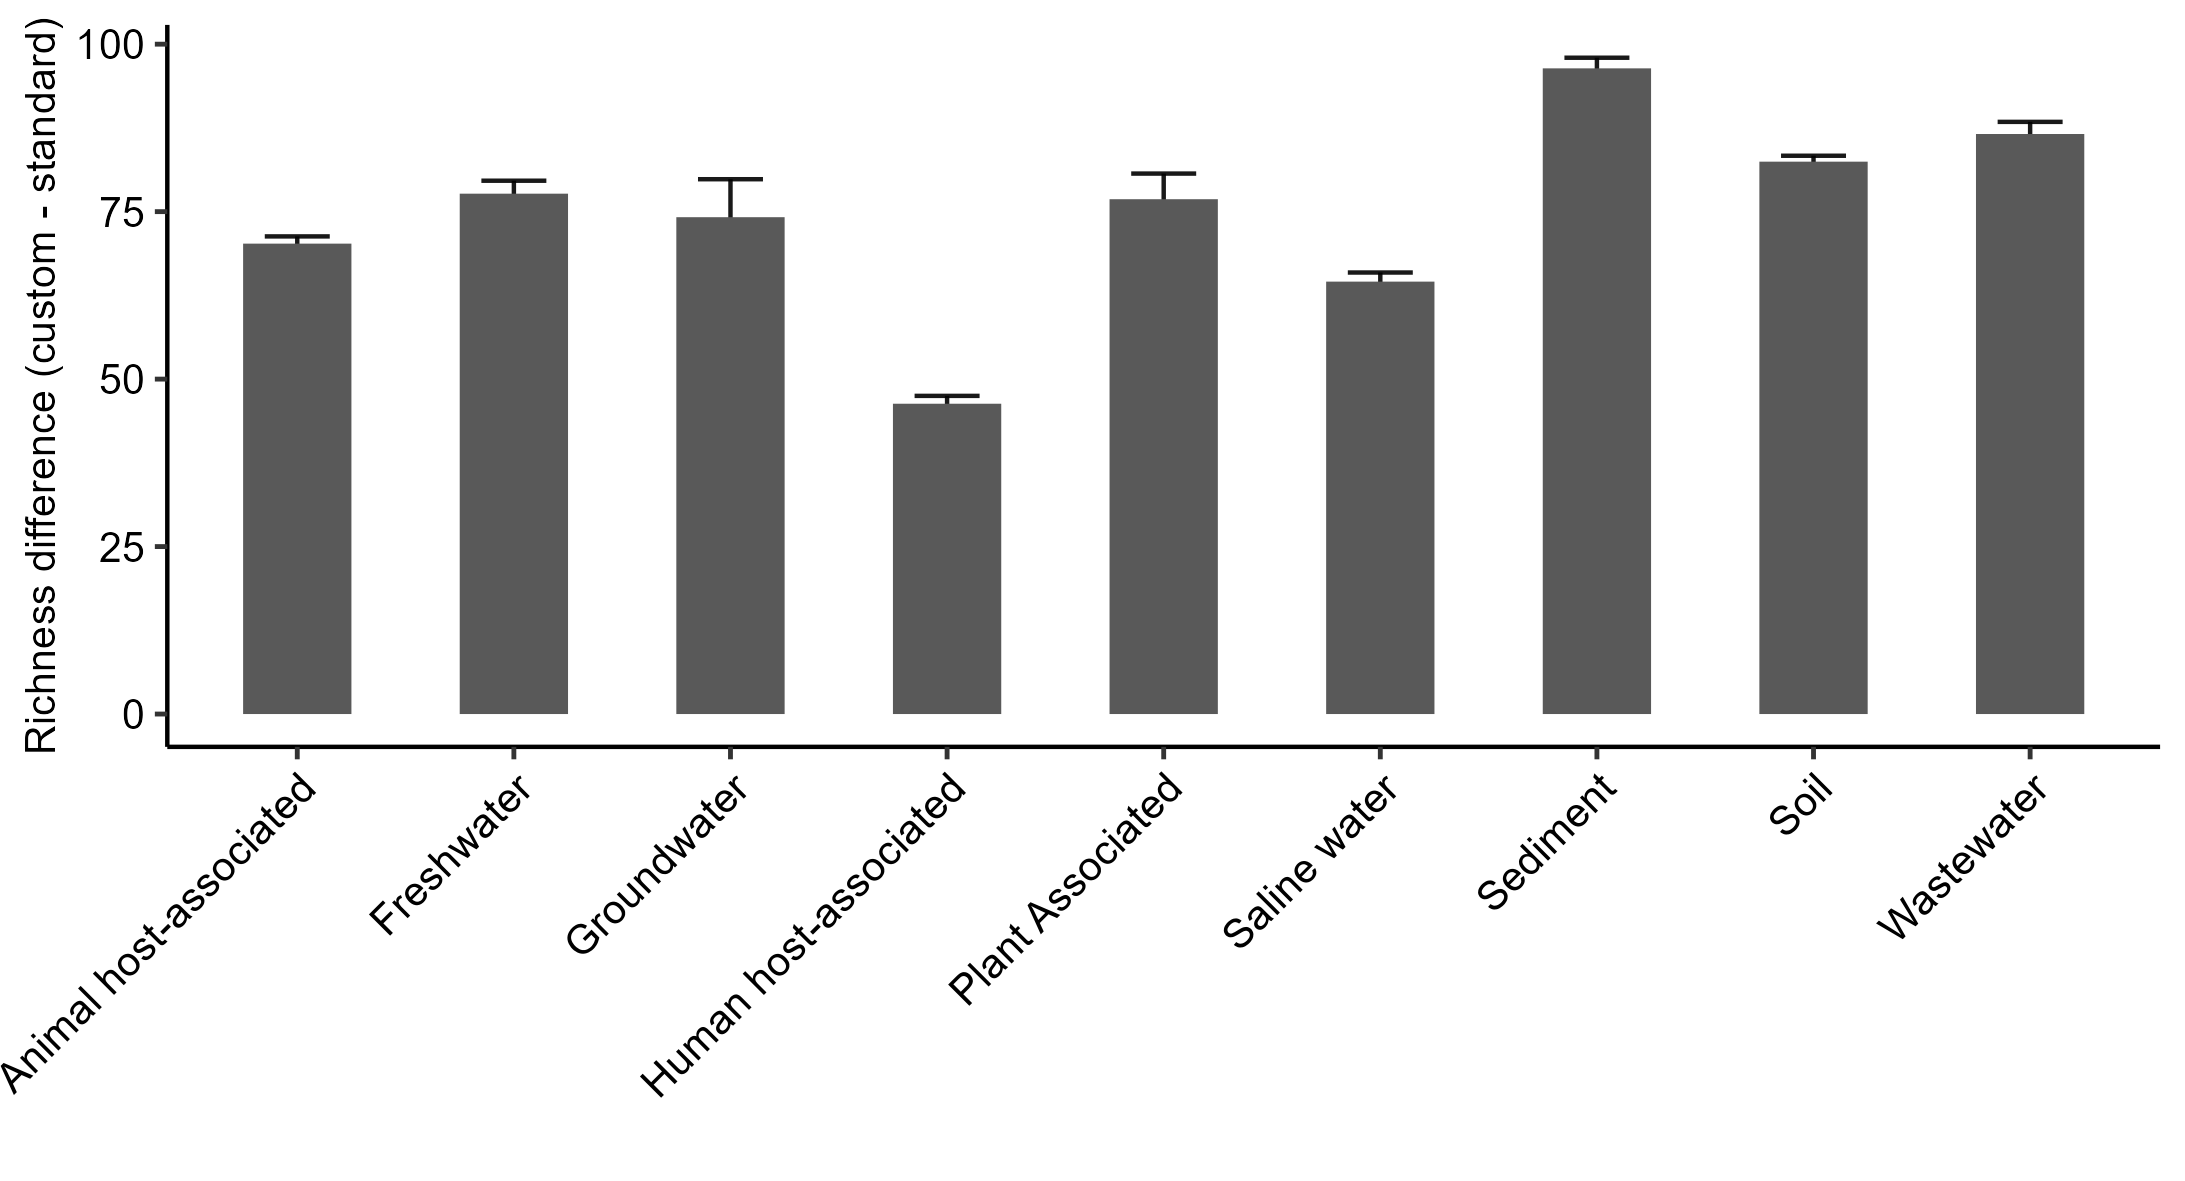 Richness difference (custom - standard)
100
75
50
25
0
Animal host-associated
Freshwater
Groundwater
Human host-associated
Plant Associated
Saline water
Sediment
Soil
Wastewater